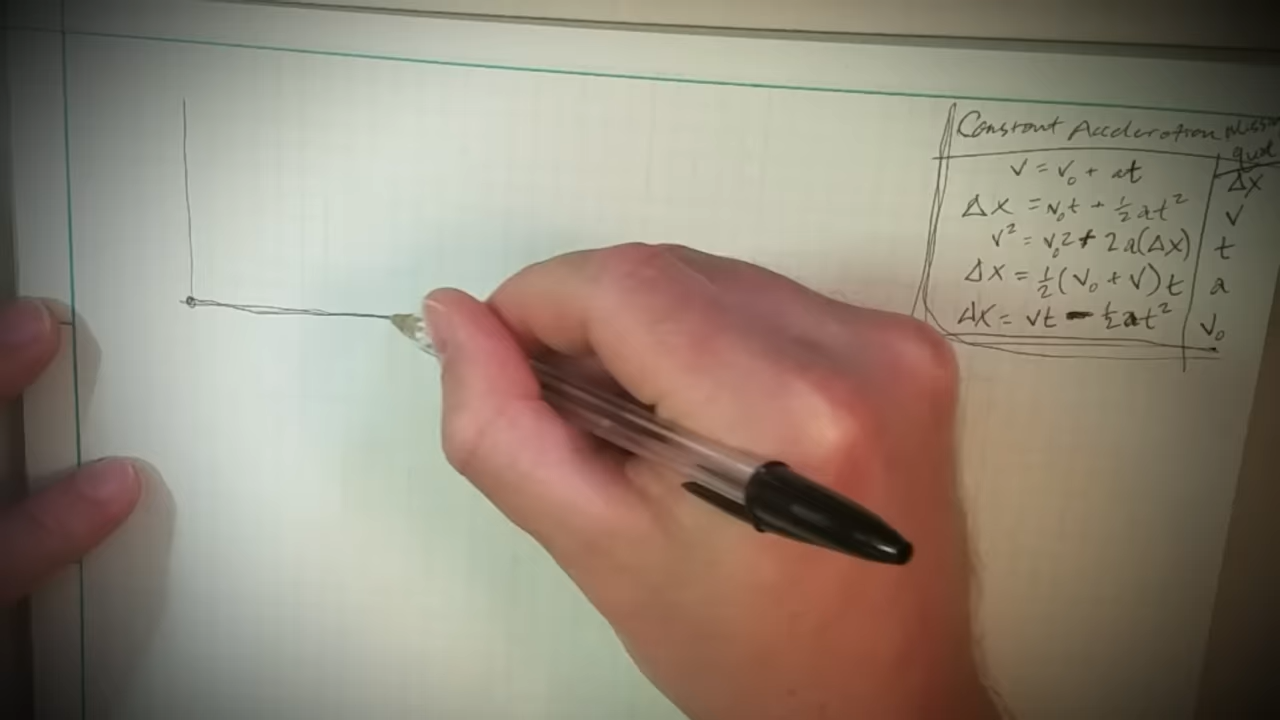 Constant Acceleration
v = v₀ + at Δx
Δx = v₀t + ½at² v
v² = v₀² + 2a(Δx) t
Δx = ½(v₀ + v)t a
Δx = vt - ½at² v₀